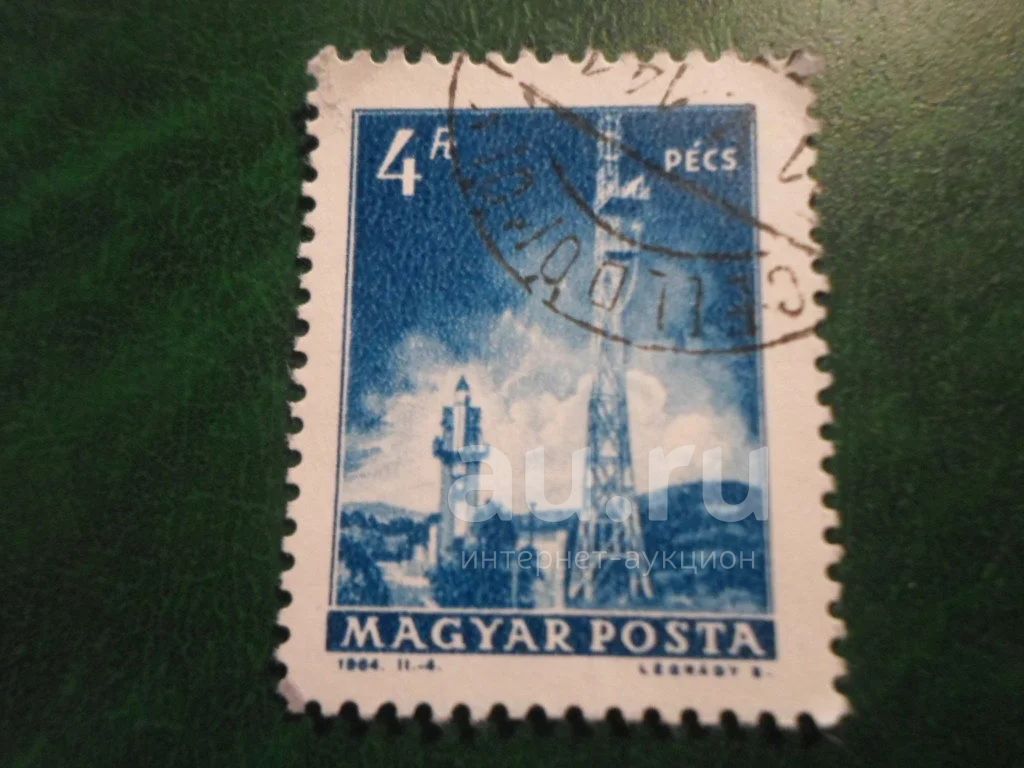 4 Ft
PÉCS
au.ru
интернет-аукцион
MAGYAR POSTA
1964. II.-4.
LÉGRÁDY S.